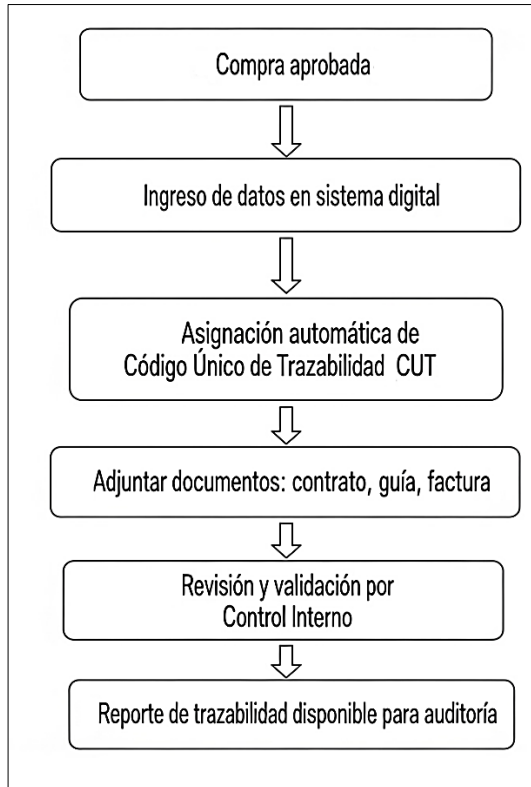 Compra aprobada
Ingreso de datos en sistema digital
Asignación automática de
Código Único de Trazabilidad CUT
Adjuntar documentos: contrato, guía, factura
Revisión y validación por
Control Interno
Reporte de trazabilidad disponible para auditoría